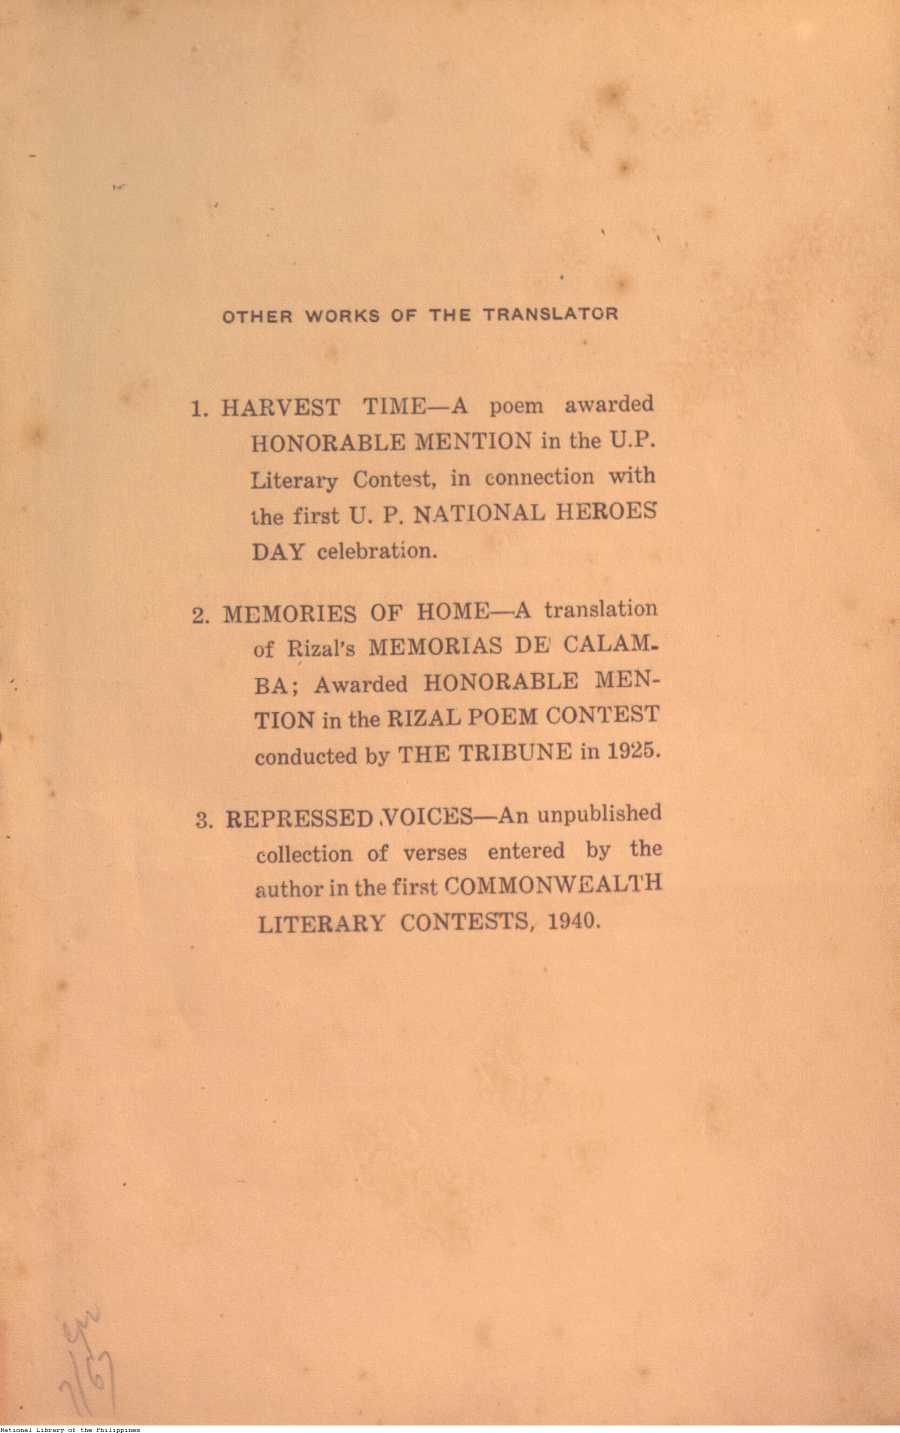 OTHER WORKS OF THE TRANSLATOR
1. HARVEST TIME—A poem awarded
HONORABLE MENTION in the U.P.
Literary Contest, in connection with
the first U. P. NATIONAL HEROES
DAY celebration.
2. MEMORIES OF HOME—A translation
of Rizal's MEMORIAS DE CALAM-
BA; Awarded HONORABLE MEN-
TION in the RIZAL POEM CONTEST
conducted by THE TRIBUNE in 1925.
3. REPRESSED VOICES—An unpublished
collection of verses entered by the
author in the first COMMONWEALTH
LITERARY CONTESTS, 1940.
National Library of the Philippines